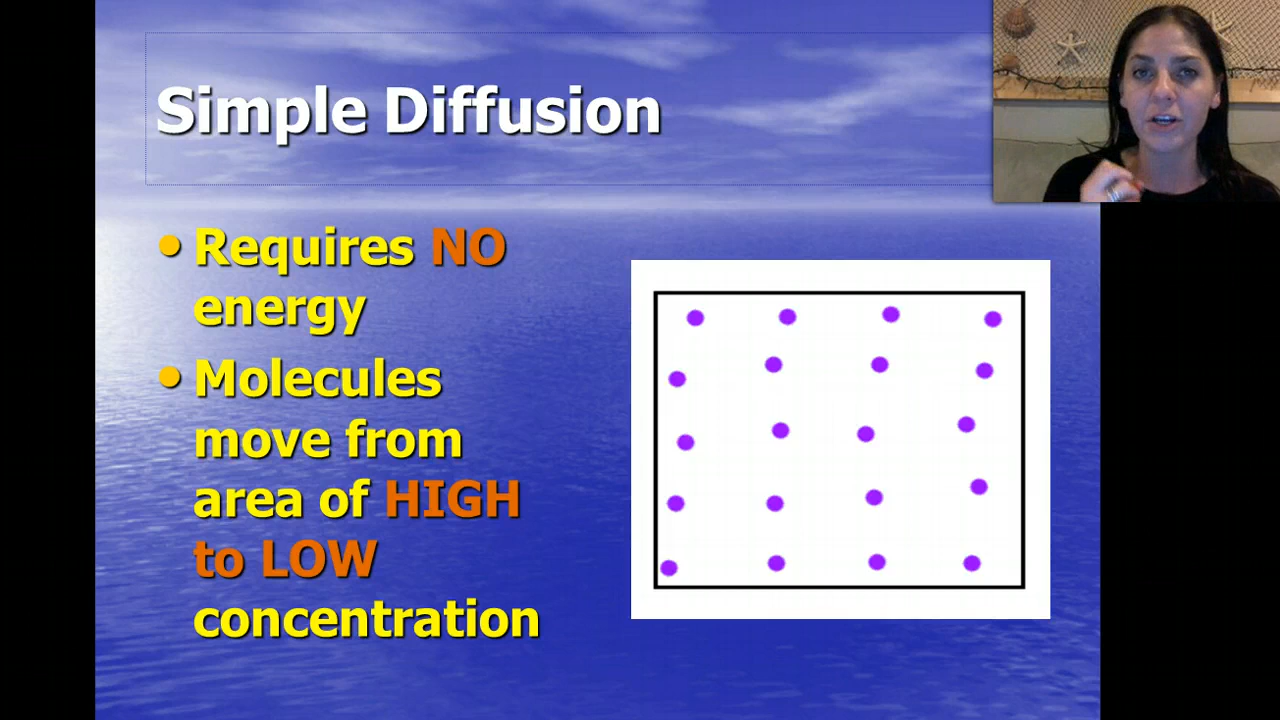 Simple Diffusion
• Requires NO
energy
• Molecules
move from
area of HIGH
to LOW
concentration